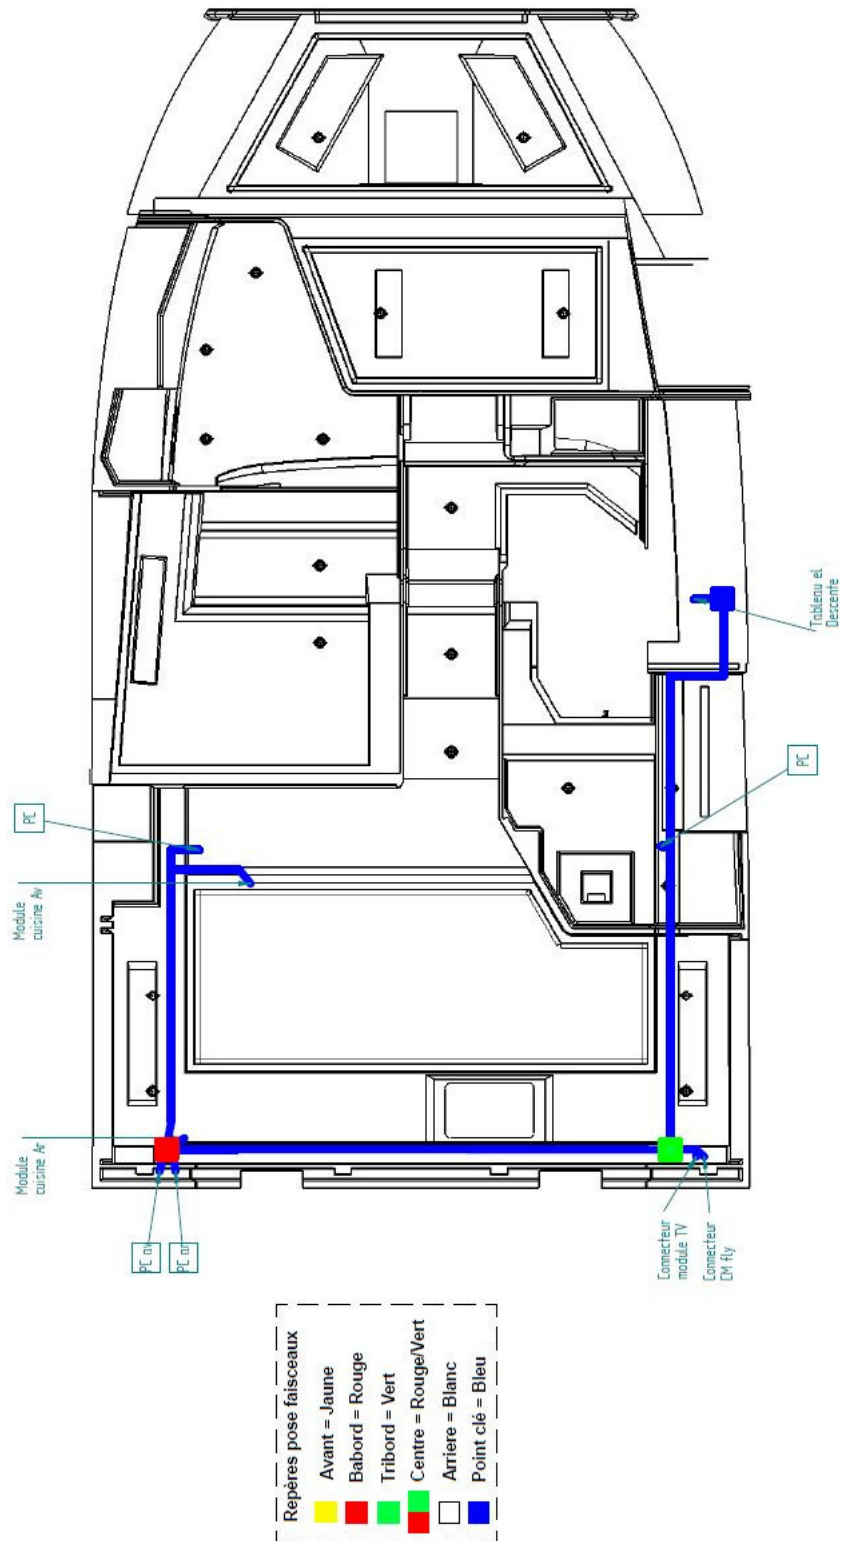 Tableau el
Descente
PC
PC
Module
cuisine Av
Module
cuisine Ar
PC av
PC ar
Connecteur
module TV
Connecteur
CM fly
Repères pose faisceaux
Avant = Jaune
Babord = Rouge
Tribord = Vert
Centre = Rouge/Vert
Arriere = Blanc
Point clé = Bleu